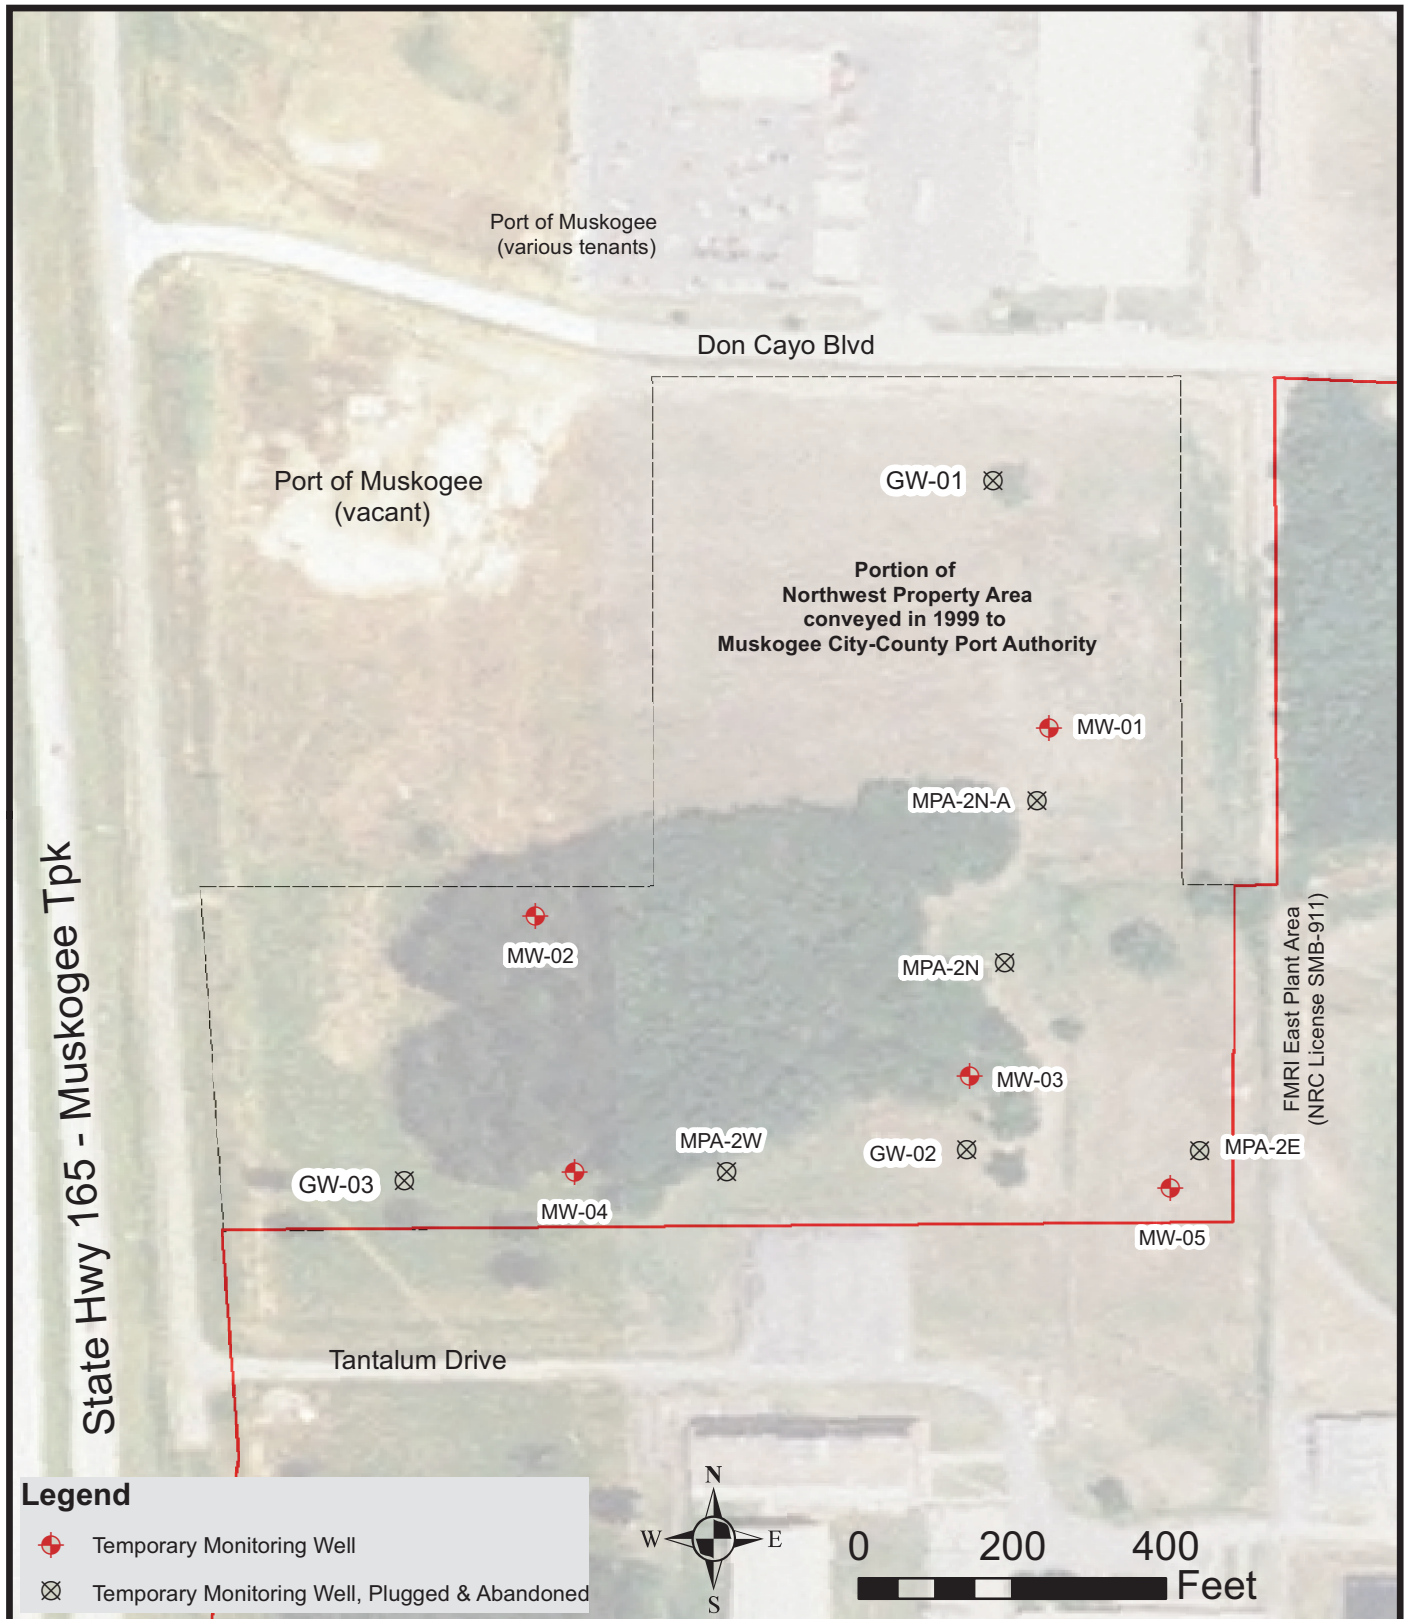 Port of Muskogee
(various tenants)
Don Cayo Blvd
Port of Muskogee
(vacant)
GW-01
Portion of
Northwest Property Area
conveyed in 1999 to
Muskogee City-County Port Authority
MW-01
MPA-2N-A
State Hwy 165 - Muskogee Tpk
MW-02
MPA-2N
FMRI East Plant Area
(NRC License SMB-911)
MW-03
MPA-2W
GW-02
MPA-2E
GW-03
MW-04
MW-05
Tantalum Drive
Legend
Temporary Monitoring Well
Temporary Monitoring Well, Plugged & Abandoned
N
W
E
S
0 200 400
Feet